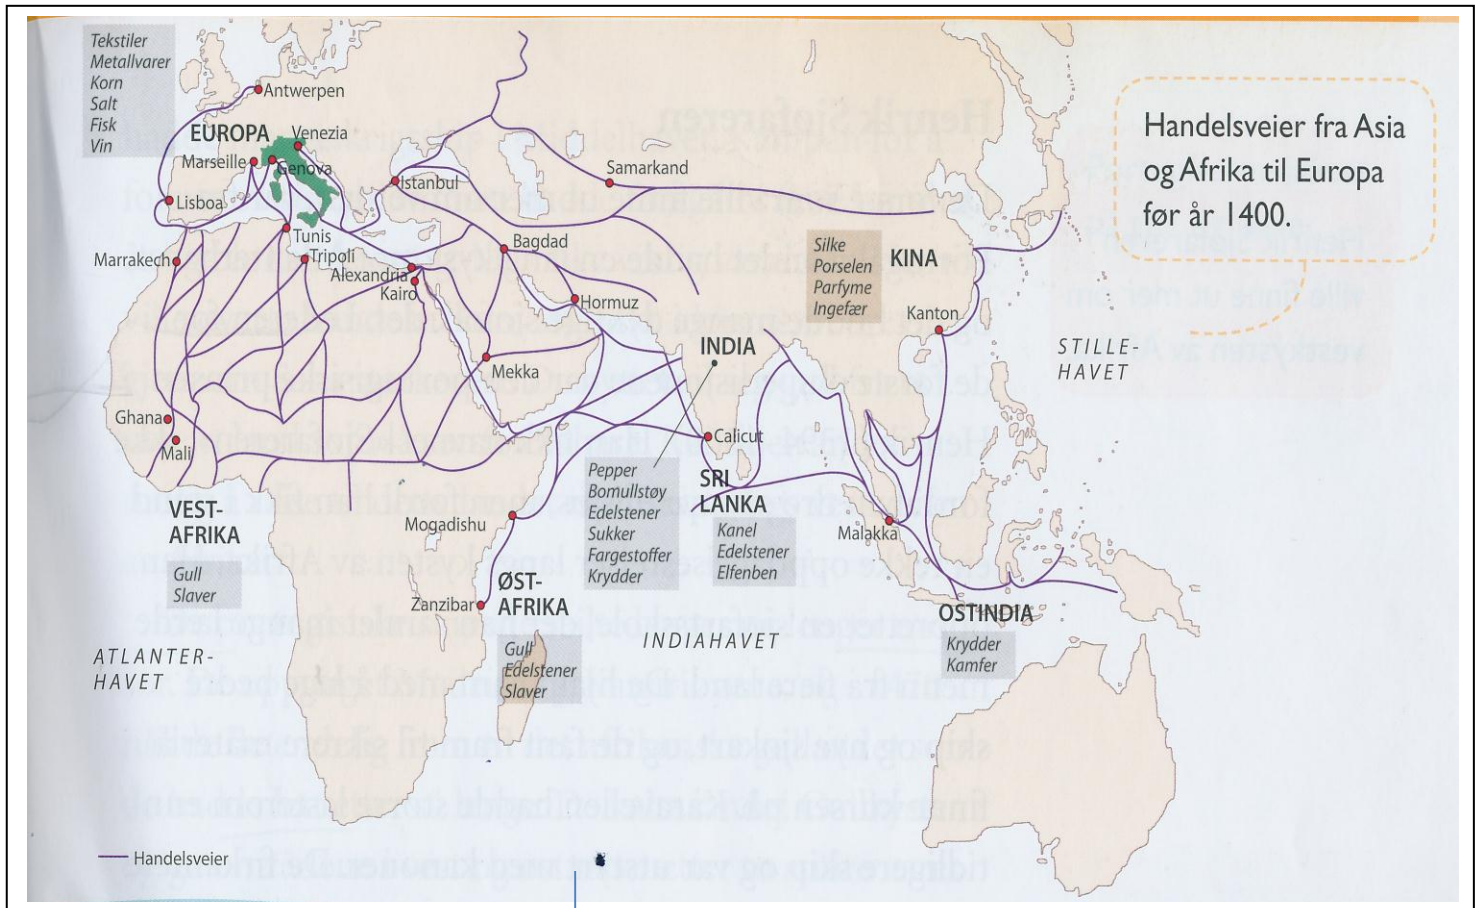 Tekstiler
Metallvarer
Korn
Salt
Fisk
Vin
Antwerpen
EUROPA
Venezia
Marseille
Genova
Lisboa
Istanbul
Samarkand
Tunis
Marrakech
Tripoli
Alexandria
Kairo
Bagdad
Hormuz
Mekka
Ghana
Mali
Silke
Porselen
Parfyme
Ingefær
KINA
Kanton
INDIA
STILLE-
HAVET
Handelsveier fra Asia
og Afrika til Europa
før år 1400.
Calicut
Pepper
Bomullstøy
Edelstener
Sukker
Fargestoffer
Krydder
SRI
LANKA
Kanel
Edelstener
Elfenben
Malakka
VEST-
AFRIKA
Gull
Slaver
Mogadishu
Zanzibar
ØST-
AFRIKA
Gull
Edelstener
Slaver
OSTINDIA
Krydder
Kamfer
INDIAHAVET
ATLANTER-
HAVET
Handelsveier